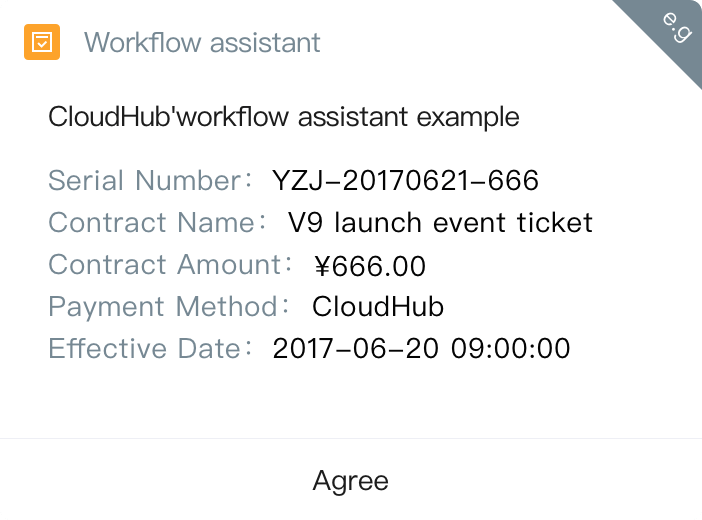 Workflow assistant
e.g
CloudHub'workflow assistant example
Serial Number： YZJ–20170621–666
Contract Name： V9 launch event ticket
Contract Amount： ¥666.00
Payment Method： CloudHub
Effective Date： 2017–06–20 09:00:00
Agree